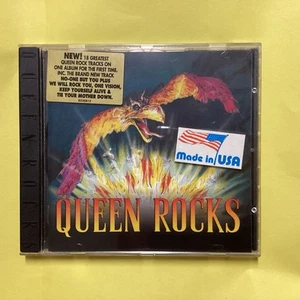 NEW! 18 GREATEST
QUEEN ROCK TRACKS ON
ONE ALBUM FOR THE FIRST TIME,
INC. THE BRAND NEW TRACK
NO-ONE BUT YOU PLUS
WE WILL ROCK YOU, ONE VISION,
KEEP YOURSELF ALIVE &
TIE YOUR MOTHER DOWN.
Made in USA
QUEEN ROCKS
QUEEN ROCKS